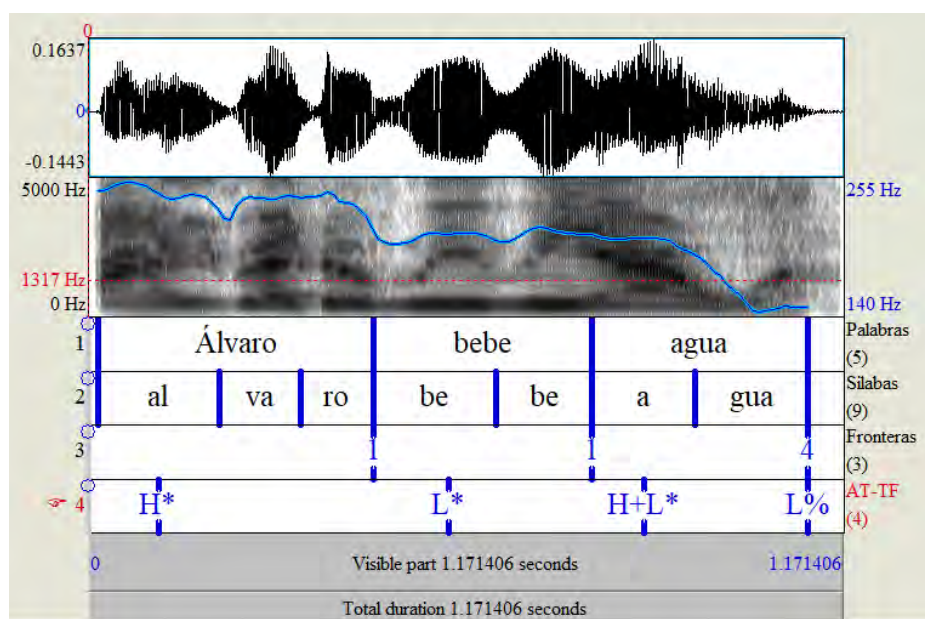 0
0.1637
0
-0.1443
5000 Hz 255 Hz
1317 Hz
0 Hz 140 Hz
1 Álvaro bebe agua Palabras (5)
2 al va ro be be a gua Sílabas (9)
3 1 1 4 Fronteras (3)
4 H* L* H+L* L% AT-TF (4)
0 Visible part 1.171406 seconds 1.171406
Total duration 1.171406 seconds